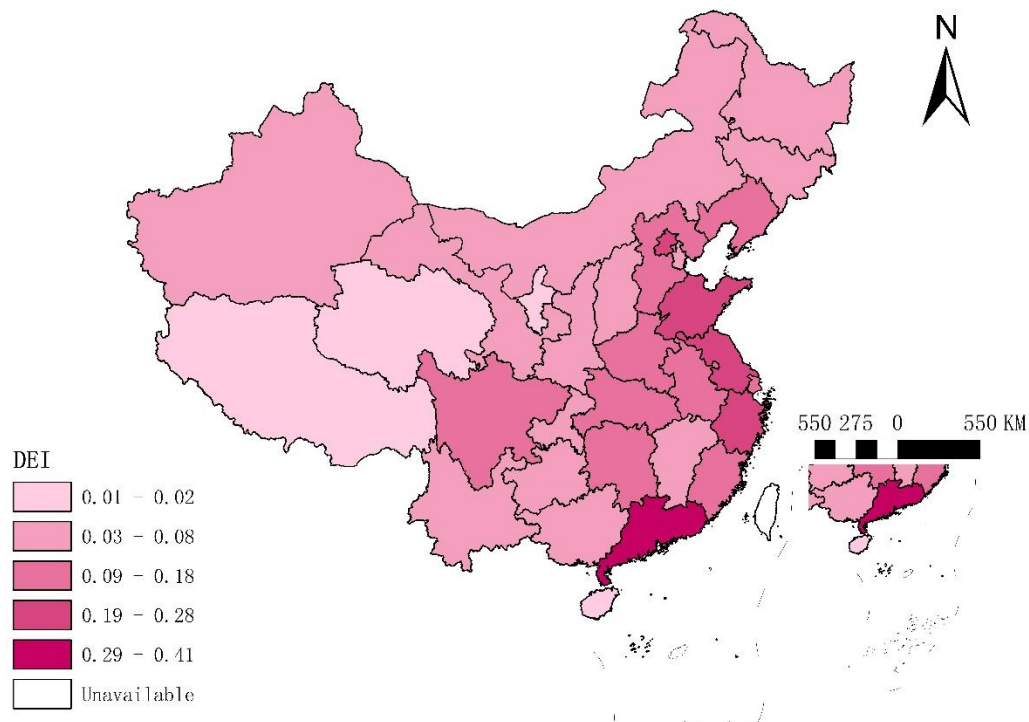 N
550 275 0 550 KM
DEI
0.01 - 0.02
0.03 - 0.08
0.09 - 0.18
0.19 - 0.28
0.29 - 0.41
Unavailable